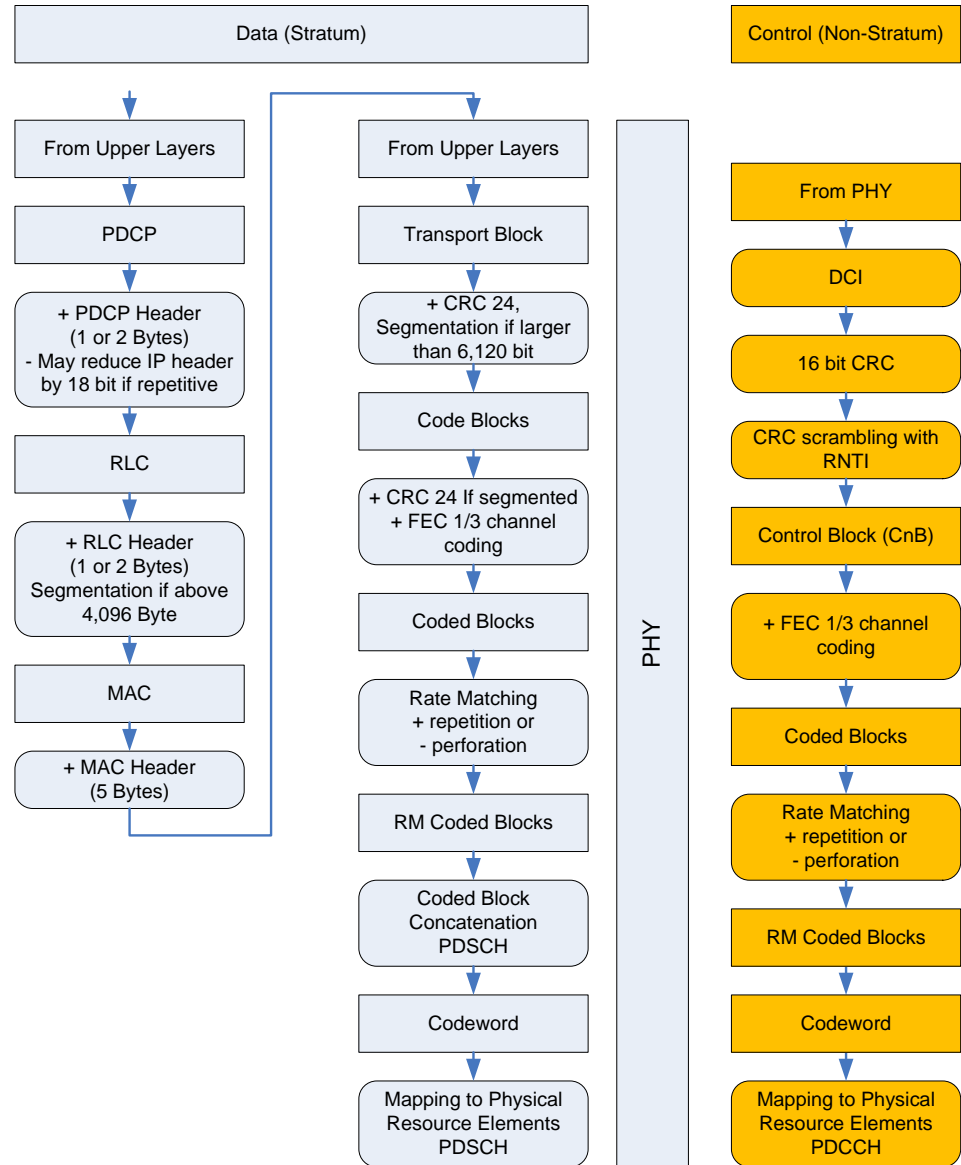 Data (Stratum)
Control (Non-Stratum)
From Upper Layers
PDCP
+ PDCP Header
(1 or 2 Bytes)
- May reduce IP header
by 18 bit if repetitive
RLC
+ RLC Header
(1 or 2 Bytes)
Segmentation if above
4,096 Byte
MAC
+ MAC Header
(5 Bytes)
From Upper Layers
Transport Block
+ CRC 24,
Segmentation if larger
than 6,120 bit
Code Blocks
+ CRC 24 If segmented
+ FEC 1/3 channel
coding
Coded Blocks
Rate Matching
+ repetition or
- perforation
RM Coded Blocks
Coded Block
Concatenation
PDSCH
Codeword
Mapping to Physical
Resource Elements
PDSCH
PHY
From PHY
DCI
16 bit CRC
CRC scrambling with
RNTI
Control Block (CnB)
+ FEC 1/3 channel
coding
Coded Blocks
Rate Matching
+ repetition or
- perforation
RM Coded Blocks
Codeword
Mapping to Physical
Resource Elements
PDCCH